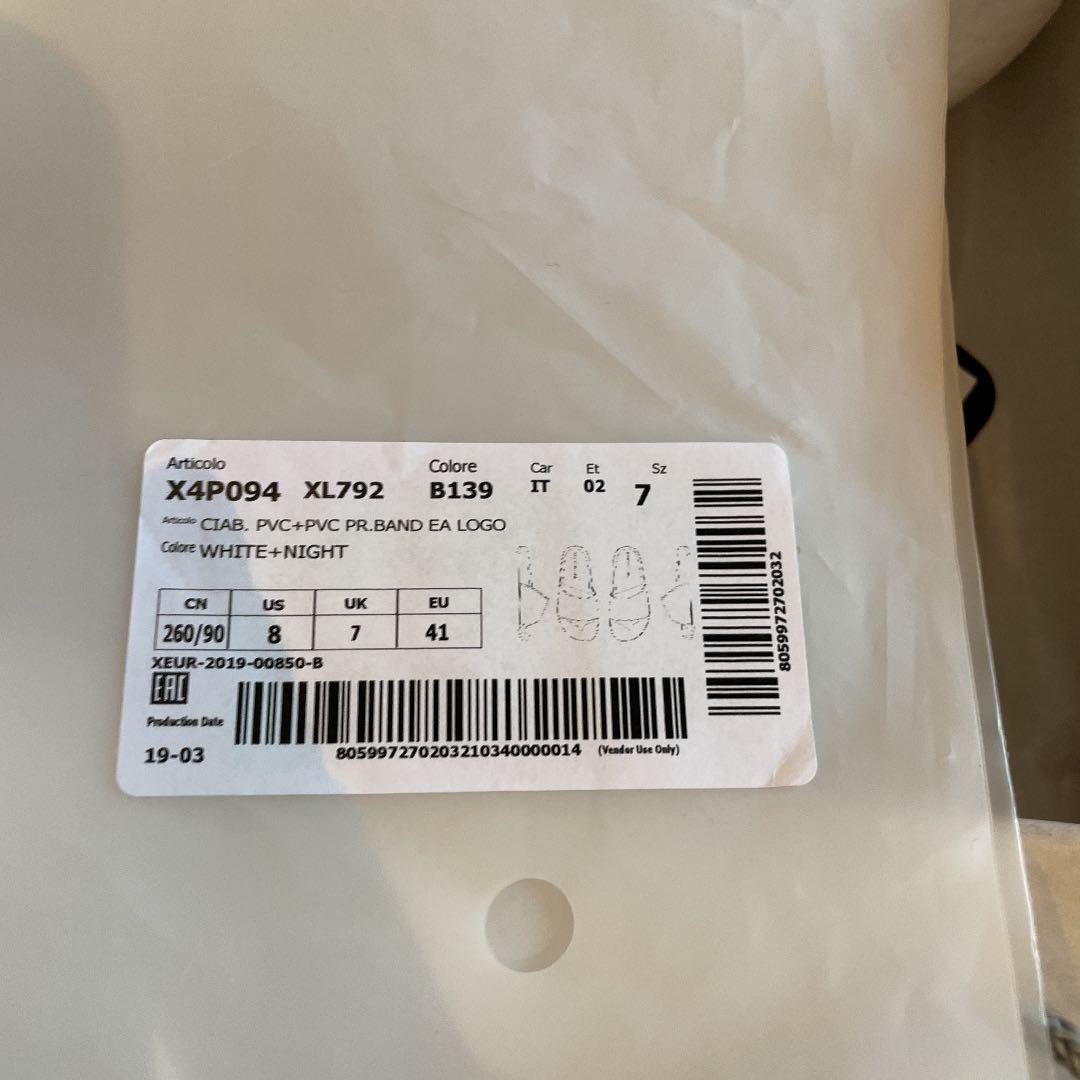 Articolo Colore Car Et Sz
X4P094 XL792 B139 IT 02 7
Articolo CIAB. PVC+PVC PR.BAND EA LOGO
Colore WHITE+NIGHT
CN US UK EU
260/90 8 7 41
XEUR-2019-00850-B
EAC
Production Date
19-03
805997270203210340000014 (Vendor Use Only)
8059972702032